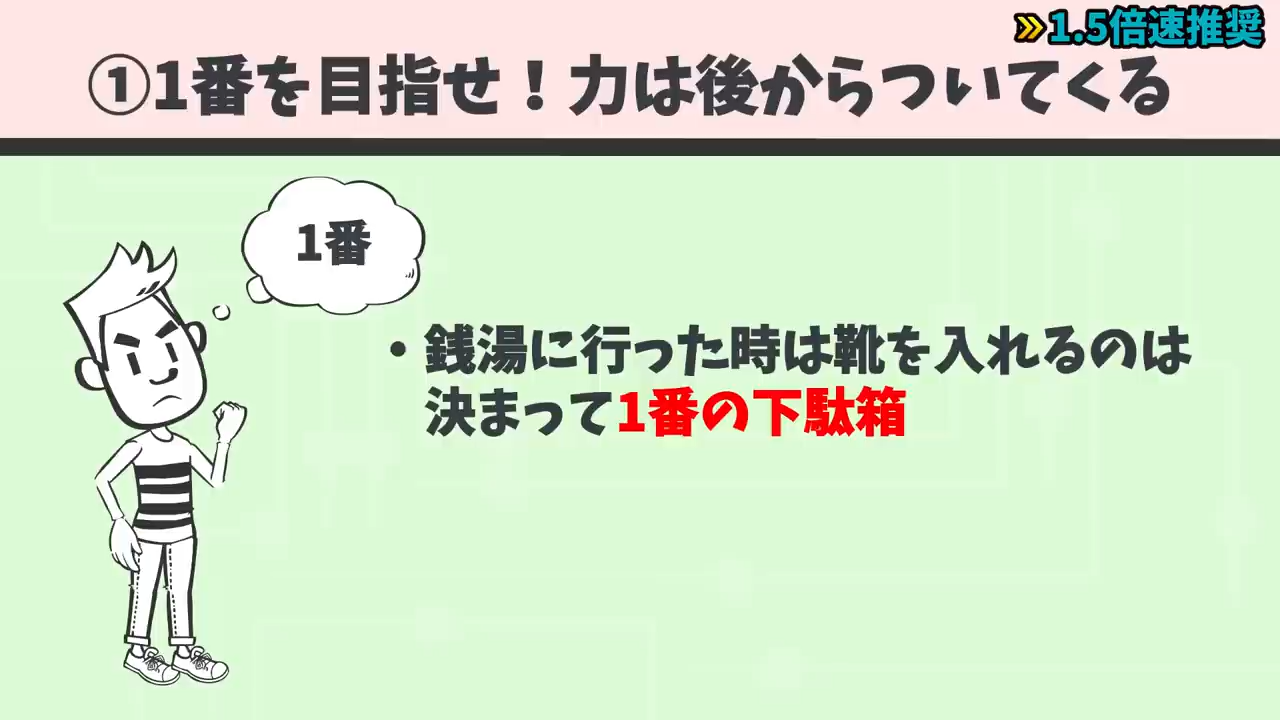 »1.5倍速推奨
①1番を目指せ！力は後からついてくる
1番
・銭湯に行った時は靴を入れるのは
決まって1番の下駄箱